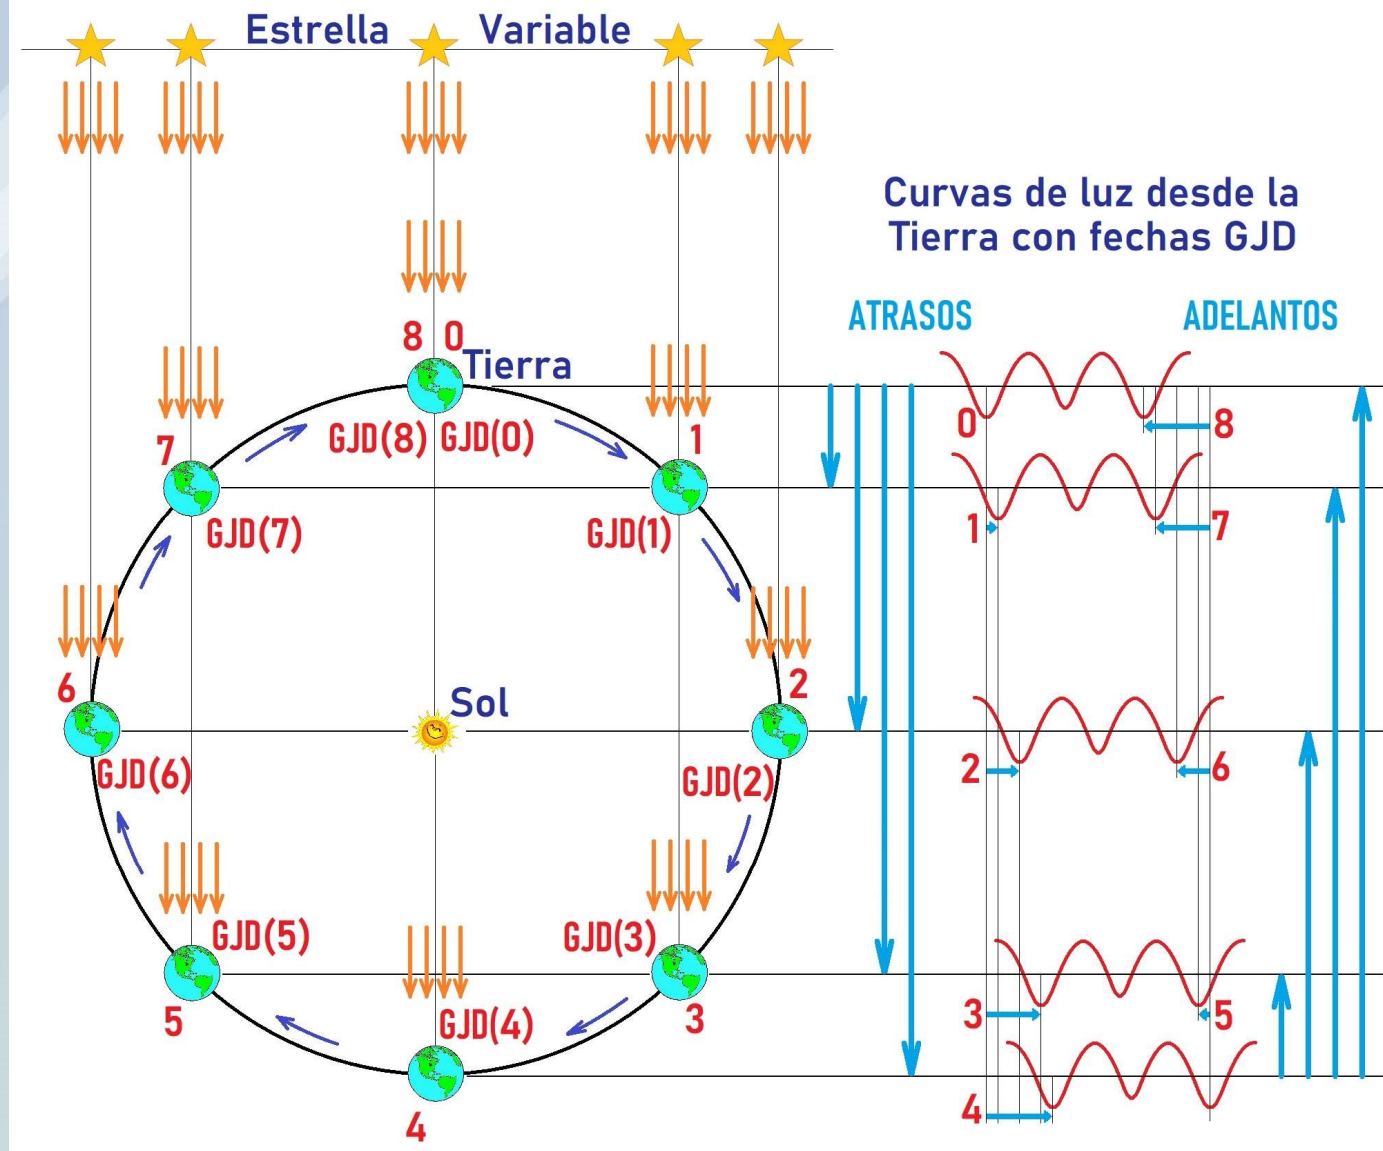 Estrella Variable
Curvas de luz desde la
Tierra con fechas GJD
ATRASOS
ADELANTOS
8 0
Tierra
GJD(8) GJD(0)
0
8
7
1
GJD(7)
GJD(1)
1
7
6
Sol
2
GJD(6)
GJD(2)
2
6
GJD(5)
GJD(3)
5
3
3
5
GJD(4)
4
4